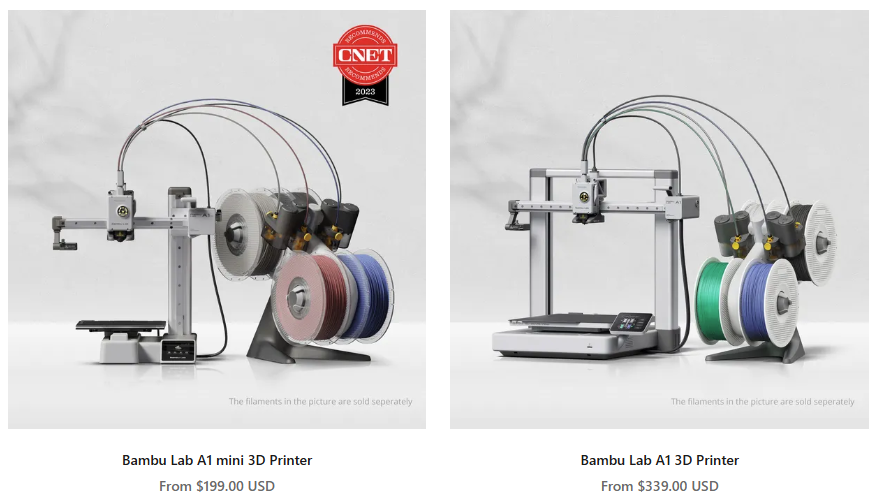 RECOMMENDS
CNET
RECOMMENDS
2023
The filaments in the picture are sold seperately
The filaments in the picture are sold seperately
Bambu Lab A1 mini 3D Printer
From $199.00 USD
Bambu Lab A1 3D Printer
From $339.00 USD